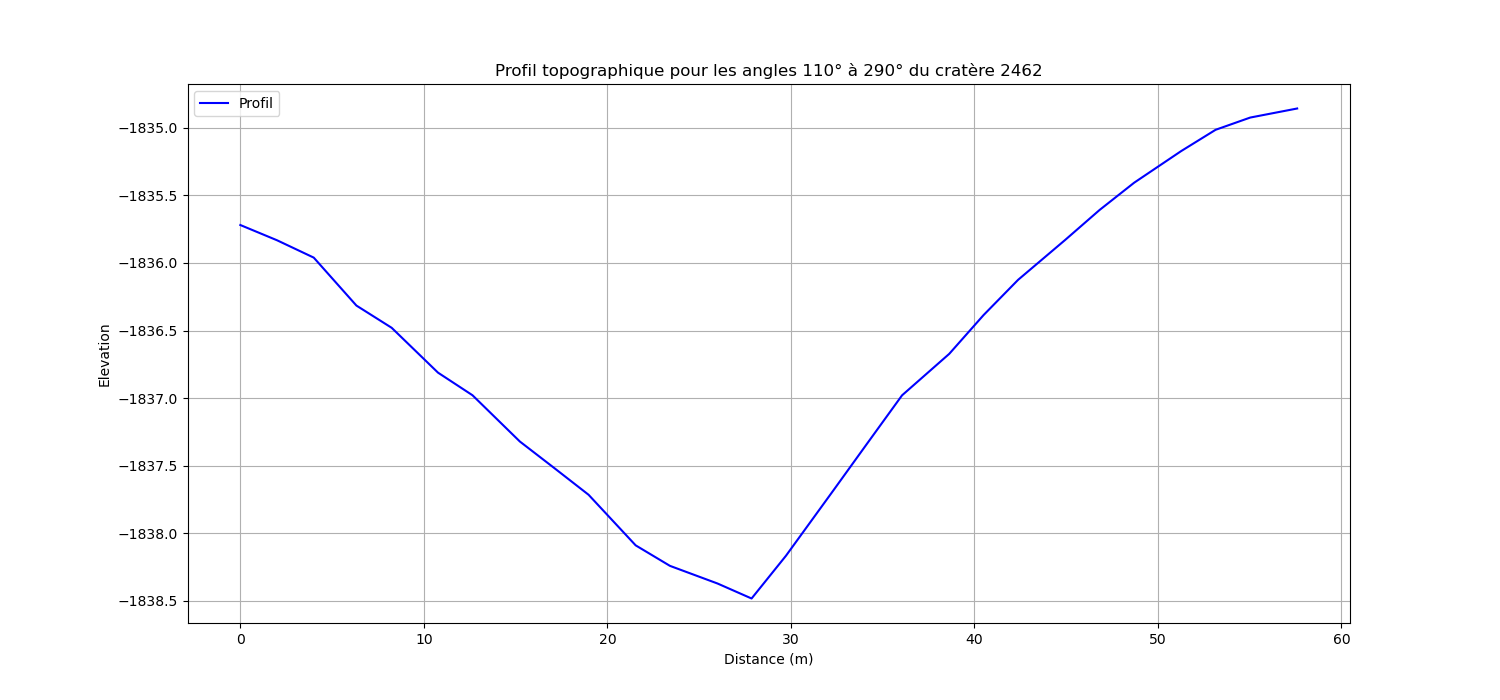 Profil topographique pour les angles 110° à 290° du cratère 2462
Profil
−1835.0
−1835.5
−1836.0
−1836.5
−1837.0
−1837.5
−1838.0
−1838.5
Elevation
0 10 20 30 40 50 60
Distance (m)